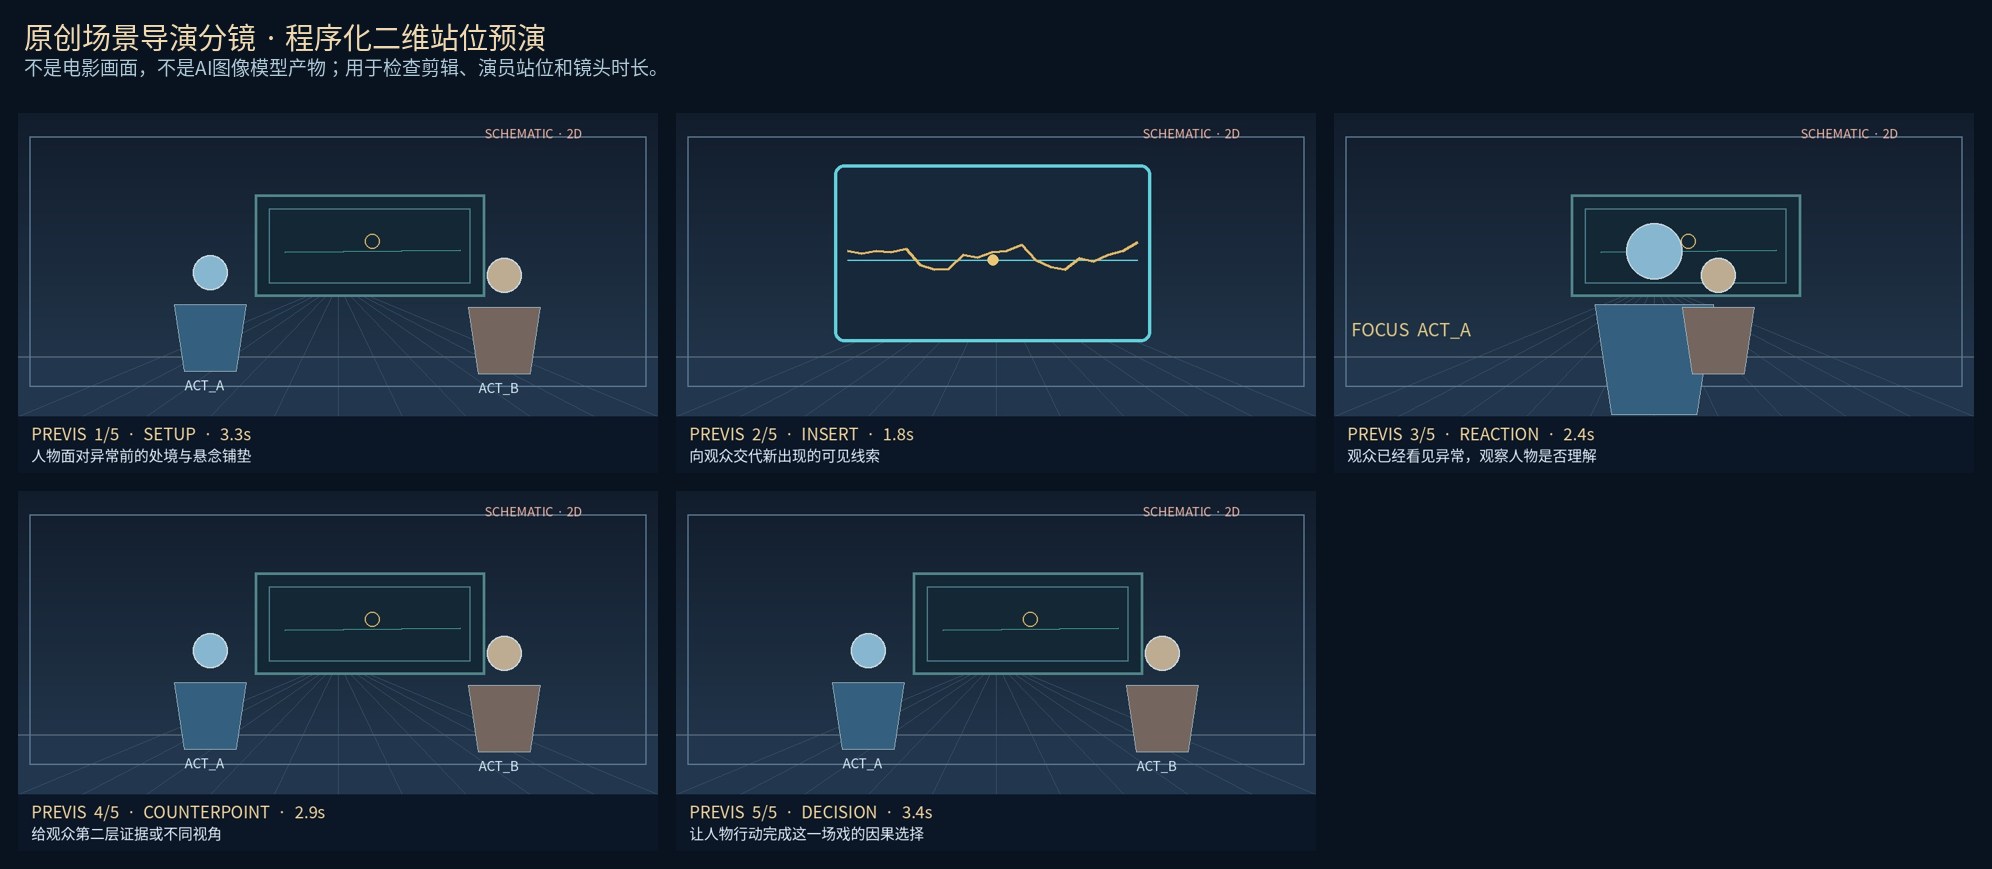 原创场景导演分镜 · 程序化二维站位预演
不是电影画面，不是AI图像模型产物；用于检查剪辑、演员站位和镜头时长。
SCHEMATIC · 2D
ACT_A
ACT_B
PREVIS 1/5 · SETUP · 3.3s
人物面对异常前的处境与悬念铺垫
SCHEMATIC · 2D
PREVIS 2/5 · INSERT · 1.8s
向观众交代新出现的可见线索
SCHEMATIC · 2D
FOCUS ACT_A
PREVIS 3/5 · REACTION · 2.4s
观众已经看见异常，观察人物是否理解
SCHEMATIC · 2D
ACT_A
ACT_B
PREVIS 4/5 · COUNTERPOINT · 2.9s
给观众第二层证据或不同视角
SCHEMATIC · 2D
ACT_A
ACT_B
PREVIS 5/5 · DECISION · 3.4s
让人物行动完成这一场戏的因果选择